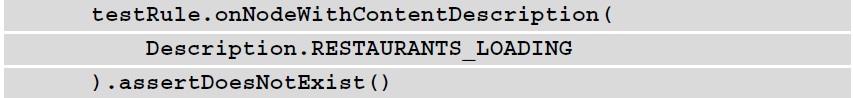 testRule.onNodeWithContentDescription(
Description.RESTAURANTS_LOADING
).assertDoesNotExist()